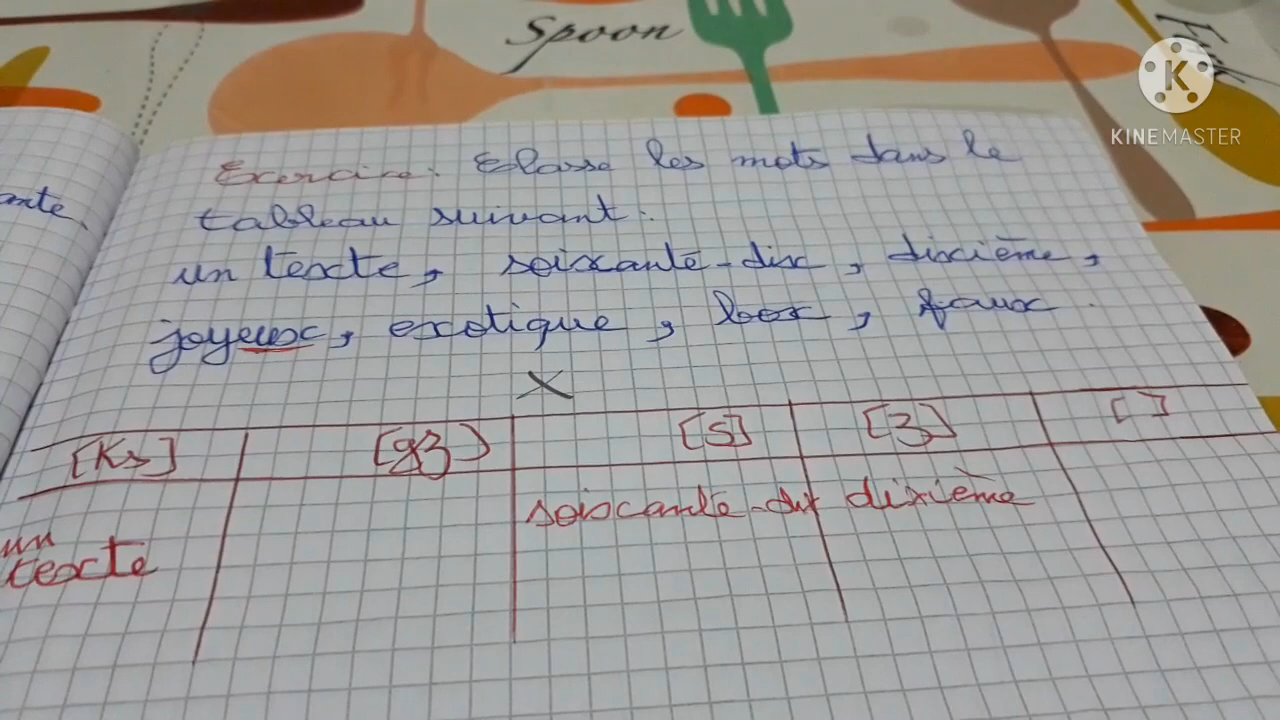 Spoon
KINEMASTER
ante,
Exercice: Classe les mots dans le
tableau suivant:
un texte, soixante-dix, dixième,
joyeux, exotique, box, faux.
X
[Ks] [gz] [s] [z] [ ]
soixante-dix dixième
un
texte